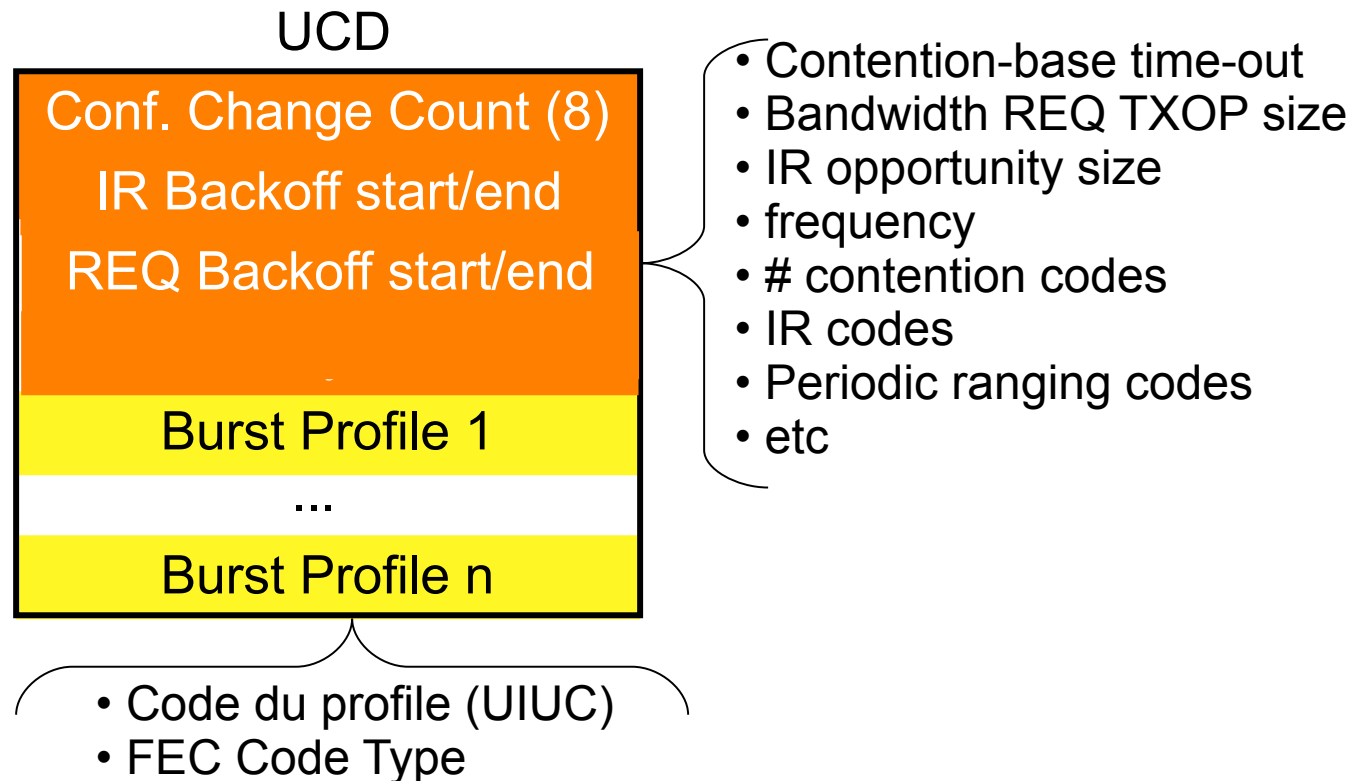 UCD
Conf. Change Count (8)
IR Backoff start/end
REQ Backoff start/end
Burst Profile 1
...
Burst Profile n
• Contention-base time-out
• Bandwidth REQ TXOP size
• IR opportunity size
• frequency
• # contention codes
• IR codes
• Periodic ranging codes
• etc
• Code du profile (UIUC)
• FEC Code Type